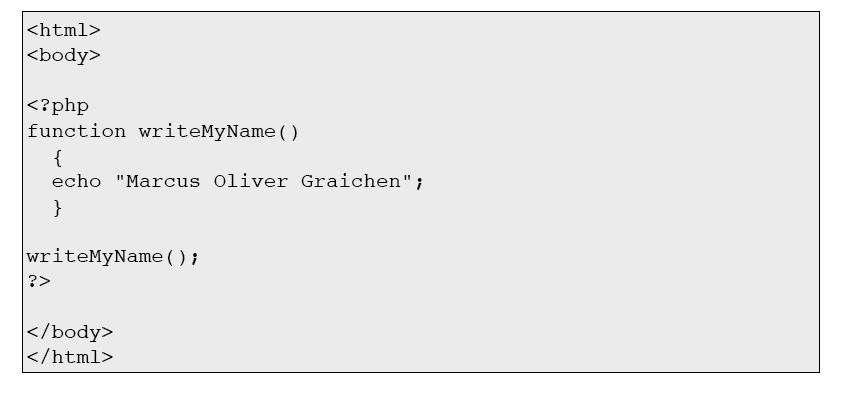 <html>
<body>
<?php
function writeMyName()
{
echo "Marcus Oliver Graichen";
}
writeMyName();
?>
</body>
</html>